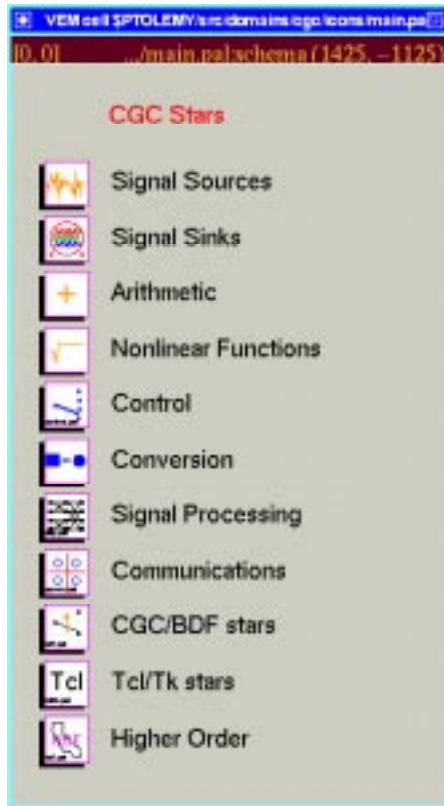 VEM cell $PTOLEMY/src/domains/cgc/icons/main.pa
[0, 0] .../main.pal:schema (1425, -1125)
CGC Stars
Signal Sources
Signal Sinks
Arithmetic
Nonlinear Functions
Control
Conversion
Signal Processing
Communications
CGC/BDF stars
Tcl Tcl/Tk stars
Higher Order